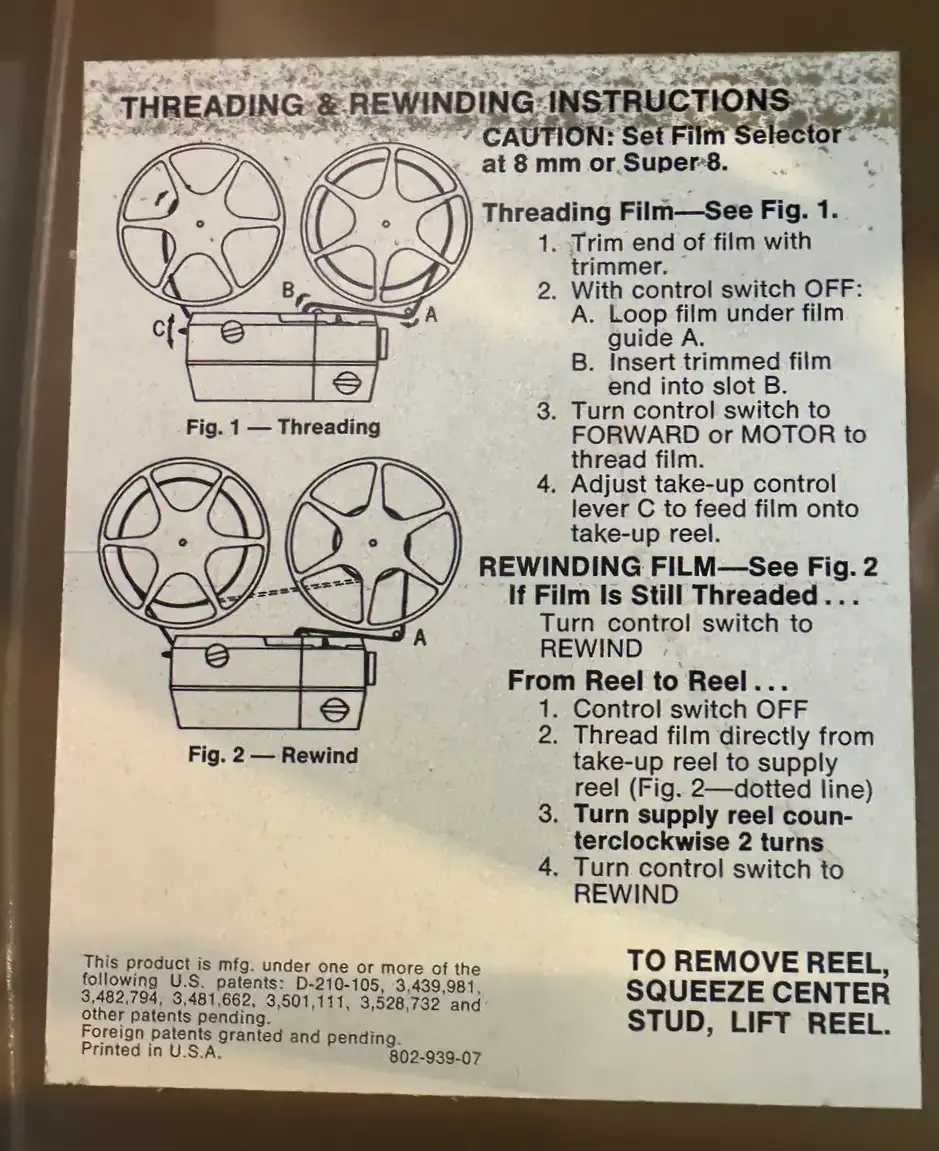 THREADING & REWINDING INSTRUCTIONS
CAUTION: Set Film Selector
at 8 mm or Super 8.
B
A
C
Fig. 1 — Threading
Threading Film—See Fig. 1.
1. Trim end of film with
trimmer.
2. With control switch OFF:
A. Loop film under film
guide A.
B. Insert trimmed film
end into slot B.
3. Turn control switch to
FORWARD or MOTOR to
thread film.
4. Adjust take-up control
lever C to feed film onto
take-up reel.
A
Fig. 2 — Rewind
REWINDING FILM—See Fig. 2
If Film Is Still Threaded...
Turn control switch to
REWIND
From Reel to Reel...
1. Control switch OFF
2. Thread film directly from
take-up reel to supply
reel (Fig. 2—dotted line)
3. Turn supply reel coun-
terclockwise 2 turns
4. Turn control switch to
REWIND
This product is mfg. under one or more of the
following U.S. patents: D-210-105, 3,439,981,
3,482,794, 3,481,662, 3,501,111, 3,528,732 and
other patents pending.
Foreign patents granted and pending.
Printed in U.S.A. 802-939-07
TO REMOVE REEL,
SQUEEZE CENTER
STUD, LIFT REEL.